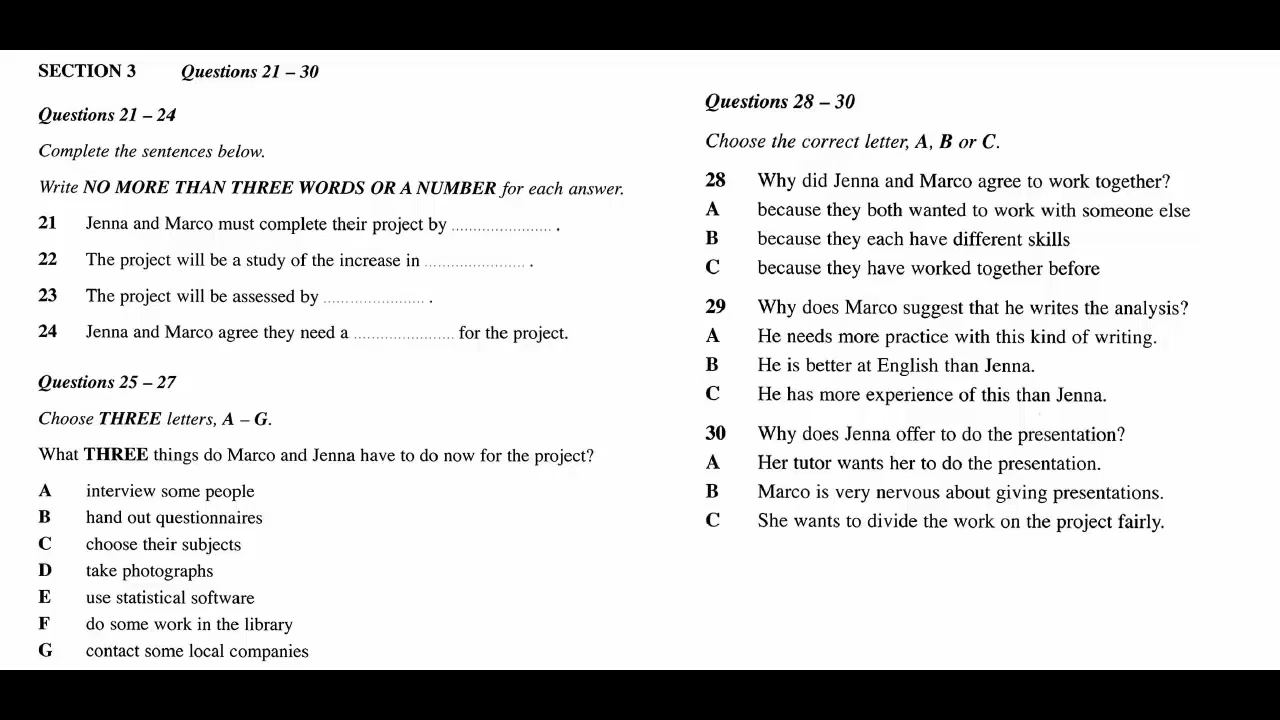 SECTION 3 Questions 21 – 30
Questions 21 – 24
Complete the sentences below.
Write NO MORE THAN THREE WORDS OR A NUMBER for each answer.
21 Jenna and Marco must complete their project by ........................ .
22 The project will be a study of the increase in ........................ .
23 The project will be assessed by ........................ .
24 Jenna and Marco agree they need a ........................ for the project.
Questions 25 – 27
Choose THREE letters, A – G.
What THREE things do Marco and Jenna have to do now for the project?
A interview some people
B hand out questionnaires
C choose their subjects
D take photographs
E use statistical software
F do some work in the library
G contact some local companies
Questions 28 – 30
Choose the correct letter, A, B or C.
28 Why did Jenna and Marco agree to work together?
A because they both wanted to work with someone else
B because they each have different skills
C because they have worked together before
29 Why does Marco suggest that he writes the analysis?
A He needs more practice with this kind of writing.
B He is better at English than Jenna.
C He has more experience of this than Jenna.
30 Why does Jenna offer to do the presentation?
A Her tutor wants her to do the presentation.
B Marco is very nervous about giving presentations.
C She wants to divide the work on the project fairly.